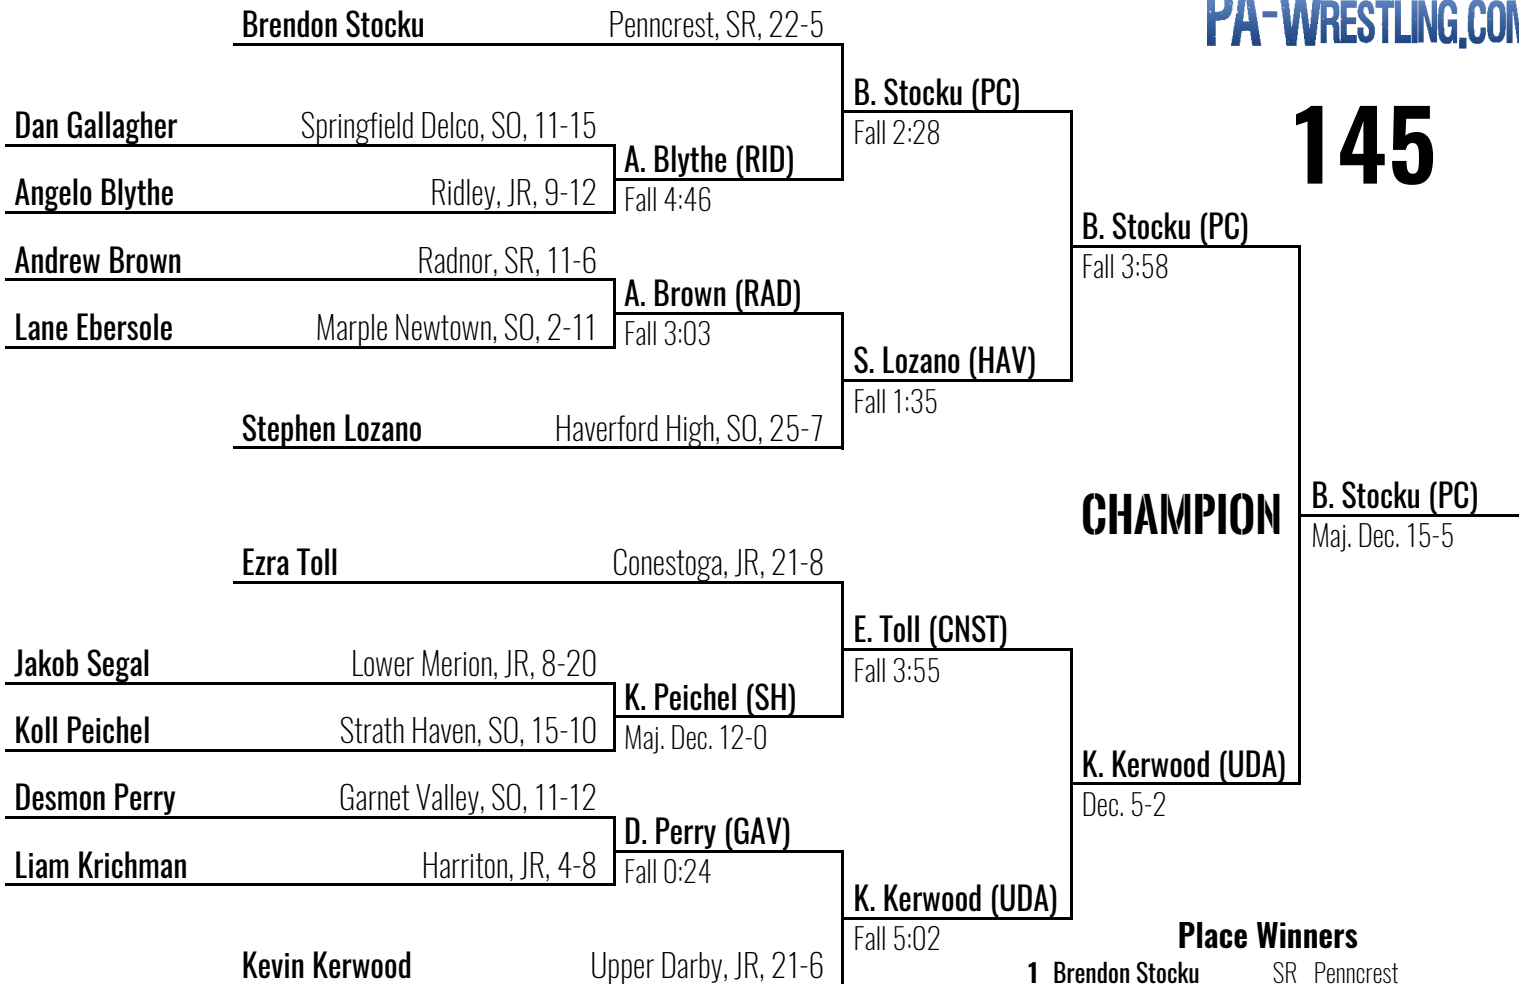 PA-WRESTLING.COM
Brendon Stocku Penncrest, SR, 22-5
B. Stocku (PC)
145
Dan Gallagher Springfield Delco, SO, 11-15
Fall 2:28
A. Blythe (RID)
Angelo Blythe Ridley, JR, 9-12
Fall 4:46
B. Stocku (PC)
Andrew Brown Radnor, SR, 11-6
Fall 3:58
A. Brown (RAD)
Lane Ebersole Marple Newtown, SO, 2-11
Fall 3:03
S. Lozano (HAV)
Fall 1:35
Stephen Lozano Haverford High, SO, 25-7
B. Stocku (PC)
CHAMPION
Maj. Dec. 15-5
Ezra Toll Conestoga, JR, 21-8
E. Toll (CNST)
Jakob Segal Lower Merion, JR, 8-20
Fall 3:55
K. Peichel (SH)
Koll Peichel Strath Haven, SO, 15-10
Maj. Dec. 12-0
K. Kerwood (UDA)
Desmon Perry Garnet Valley, SO, 11-12
Dec. 5-2
D. Perry (GAV)
Liam Krichman Harriton, JR, 4-8
Fall 0:24
K. Kerwood (UDA)
Fall 5:02
Place Winners
Kevin Kerwood Upper Darby, JR, 21-6
1 Brendon Stocku SR Penncrest